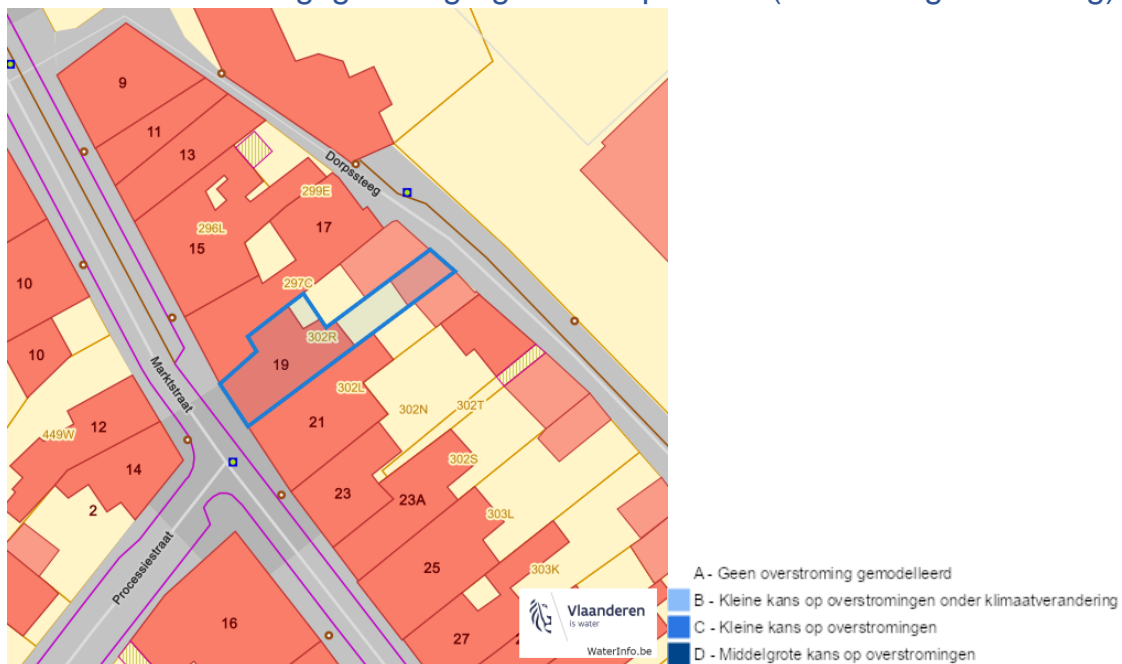 9
11
13
Dorpssteeg
299E
296L
17
15
10
297C
302R
10
19
Marktstraat
302L
302N
302T
449W
12
21
14
302S
23
23A
2
303L
Processiestraat
25
303K
16
27
Vlaanderen
is water
WaterInfo.be
A - Geen overstroming gemodelleerd
B - Kleine kans op overstromingen onder klimaatverandering
C - Kleine kans op overstromingen
D - Middelgrote kans op overstromingen